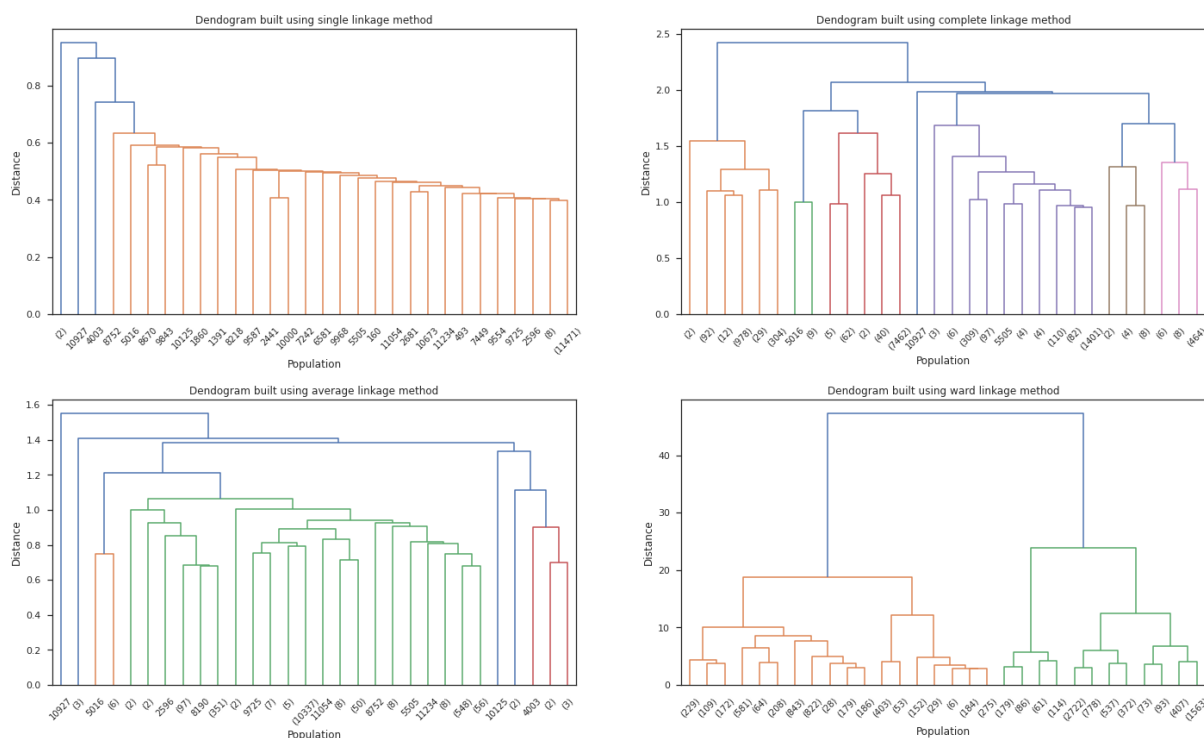 Dendogram built using single linkage method
Distance
0.8
0.6
0.4
0.2
0.0
(2) 10927 4003 8752 5016 8670 9843 10125 1860 1391 8218 9587 2441 10000 7242 6581 9968 5505 160 11054 2681 10673 11234 493 7449 9554 9725 2596 (8) (11471)
Population
Dendogram built using complete linkage method
Distance
2.5
2.0
1.5
1.0
0.5
0.0
(2) (92) (12) (978) (29) (304) 5016 (9) (5) (62) (2) (40) (7462) 10927 (3) (6) (309) (97) 5505 (4) (4) (110) (82) (1401) (2) (4) (8) (6) (8) (464)
Population
Dendogram built using average linkage method
Distance
1.6
1.4
1.2
1.0
0.8
0.6
0.4
0.2
0.0
10927 (3) 5016 (6) (2) (2) 2596 (97) 8190 (351) (2) 9725 (7) (5) (10337) 11054 (8) (50) 8752 (8) 5505 11234 (8) (548) (56) 10125 (2) 4003 (2) (3)
Population
Dendogram built using ward linkage method
Distance
40
30
20
10
0
(229) (109) (172) (581) (64) (208) (843) (822) (28) (179) (186) (403) (53) (152) (29) (6) (184) (275) (179) (86) (61) (114) (2722) (778) (537) (372) (73) (93) (407) (1563)
Population